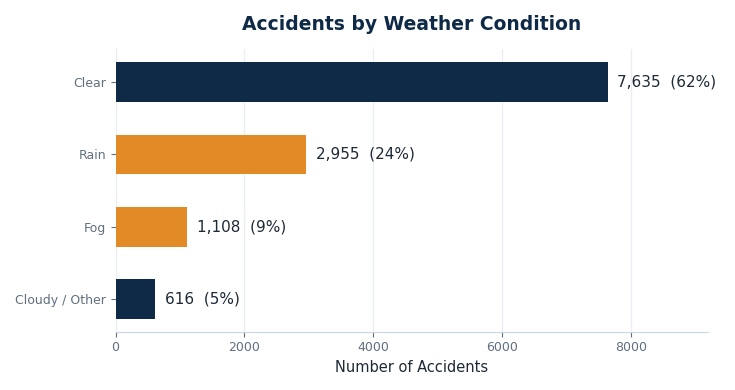 Accidents by Weather Condition
Clear 7,635 (62%)
Rain 2,955 (24%)
Fog 1,108 (9%)
Cloudy / Other 616 (5%)
0 2000 4000 6000 8000
Number of Accidents